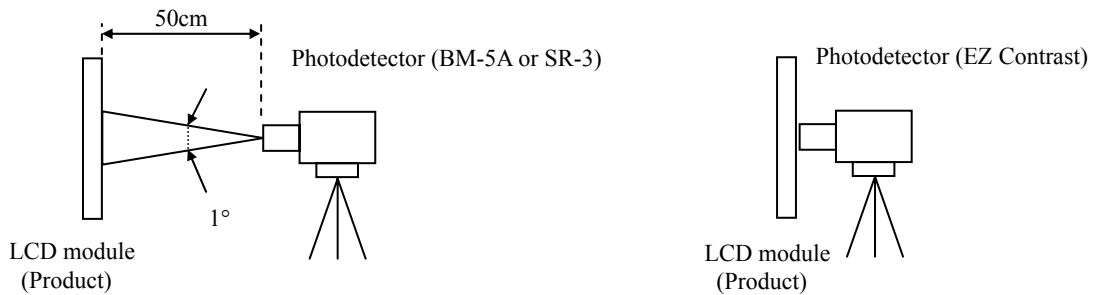 50cm
Photodetector (BM-5A or SR-3)
1°
LCD module
(Product)
Photodetector (EZ Contrast)
LCD module
(Product)